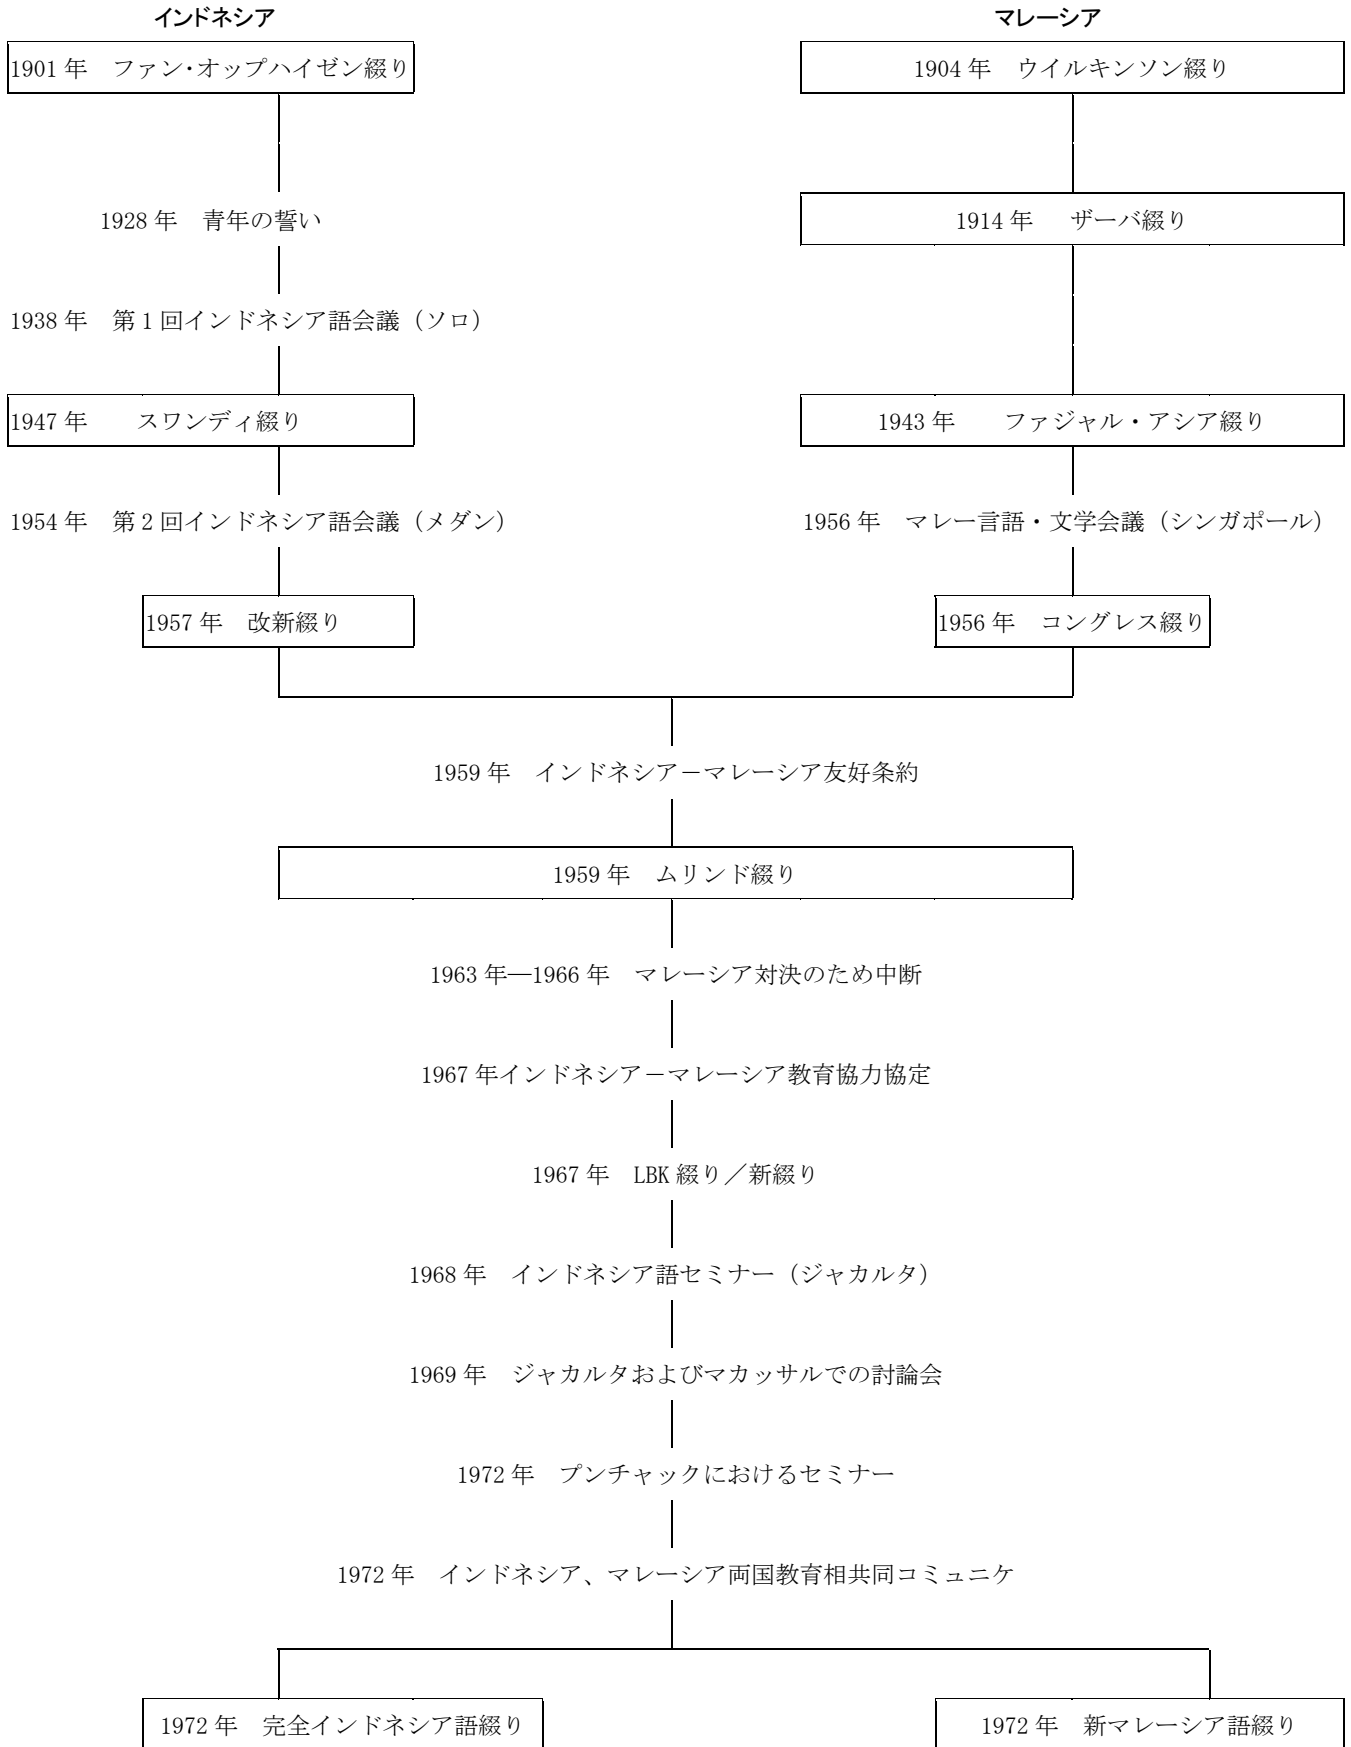 インドネシア
マレーシア
1901 年　ファン・オップハイゼン綴り
1904 年　ウイルキンソン綴り
1928 年　青年の誓い
1914 年　ザーバ綴り
1938 年　第 1 回インドネシア語会議（ソロ）
1947 年　スワンディ綴り
1943 年　ファジャル・アシア綴り
1954 年　第 2 回インドネシア語会議（メダン）
1956 年　マレー言語・文学会議（シンガポール）
1957 年　改新綴り
1956 年　コングレス綴り
1959 年　インドネシア－マレーシア友好条約
1959 年　ムリンド綴り
1963 年―1966 年　マレーシア対決のため中断
1967 年インドネシア－マレーシア教育協力協定
1967 年　LBK 綴り／新綴り
1968 年　インドネシア語セミナー（ジャカルタ）
1969 年　ジャカルタおよびマカッサルでの討論会
1972 年　プンチャックにおけるセミナー
1972 年　インドネシア、マレーシア両国教育相共同コミュニケ
1972 年　完全インドネシア語綴り
1972 年　新マレーシア語綴り